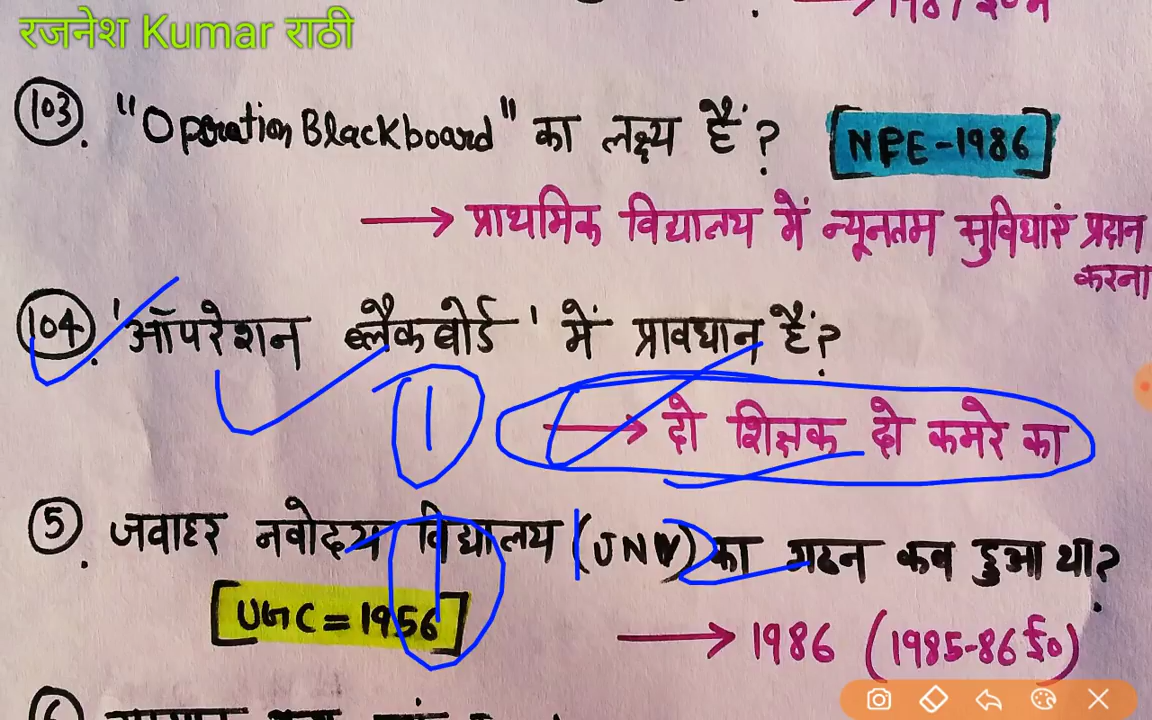 रजनेश Kumar राठी
103. "Operation Blackboard" का लक्ष्य हैं? [NPE-1986]
→ प्राथमिक विद्यालय में न्यूनतम सुविधाएं प्रदान
करना
104. 'ऑपरेशन ब्लैकबोर्ड' में प्रावधान हैं?
1 → दो शिक्षक दो कमरे का
5. जवाहर नवोदय विद्यालय (JNV) का गठन कब हुआ था?
[UGC = 1956] → 1986 (1985-86 ई०)